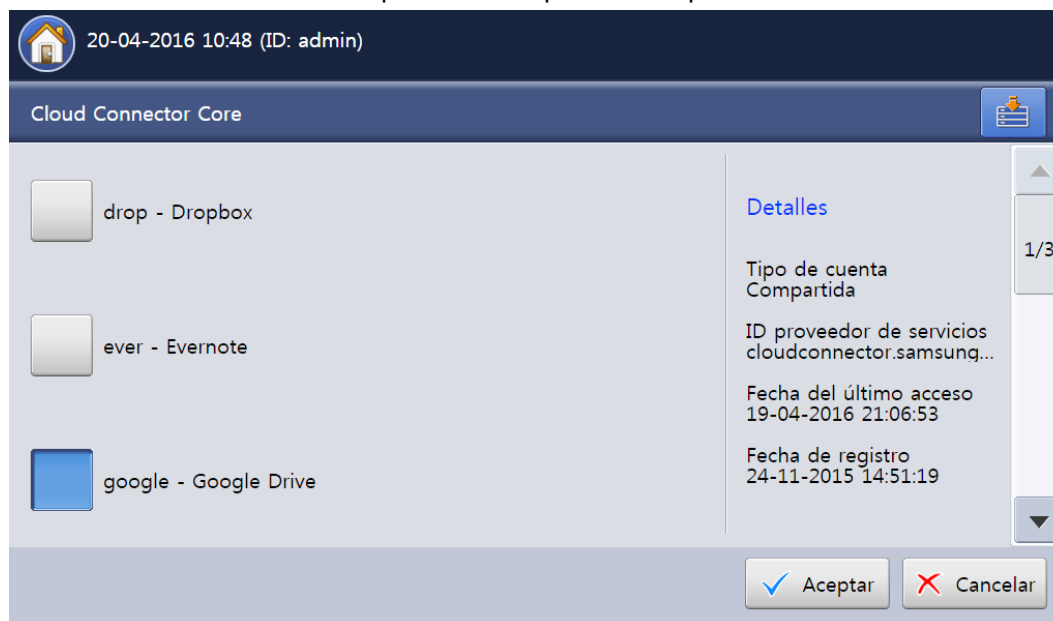 20-04-2016 10:48 (ID: admin)
Cloud Connector Core
drop - Dropbox
ever - Evernote
google - Google Drive
Detalles
Tipo de cuenta
Compartida
ID proveedor de servicios
cloudconnector.samsung...
Fecha del último acceso
19-04-2016 21:06:53
Fecha de registro
24-11-2015 14:51:19
1/3
Aceptar
Cancelar